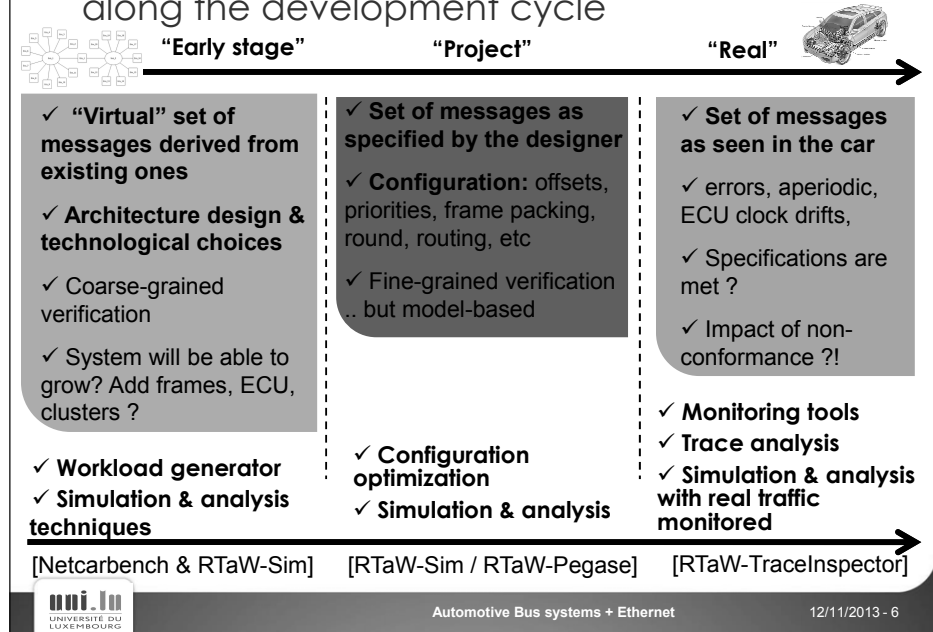 along the development cycle
“Early stage”
“Project”
“Real”
✓ “Virtual” set of
messages derived from
existing ones
✓ Architecture design &
technological choices
✓ Coarse-grained
verification
✓ System will be able to
grow? Add frames, ECU,
clusters ?
✓ Workload generator
✓ Simulation & analysis
techniques
✓ Set of messages as
specified by the designer
✓ Configuration: offsets,
priorities, frame packing,
round, routing, etc
✓ Fine-grained verification
.. but model-based
✓ Configuration
optimization
✓ Simulation & analysis
✓ Set of messages
as seen in the car
✓ errors, aperiodic,
ECU clock drifts,
✓ Specifications are
met ?
✓ Impact of non-
conformance ?!
✓ Monitoring tools
✓ Trace analysis
✓ Simulation & analysis
with real traffic
monitored
[Netcarbench & RTaW-Sim]
[RTaW-Sim / RTaW-Pegase]
[RTaW-TraceInspector]
uni.lu
UNIVERSITÉ DU
LUXEMBOURG
Automotive Bus systems + Ethernet
12/11/2013 - 6